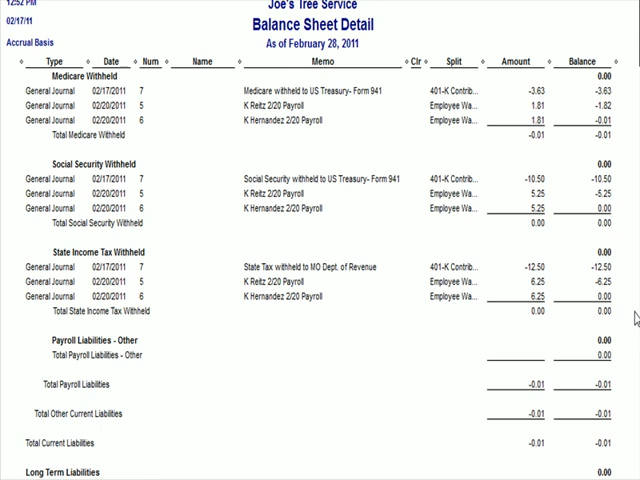 12:52 PM
Joe's Tree Service
02/17/11
Balance Sheet Detail
Accrual Basis
As of February 28, 2011
Type Date Num Name Memo Clr Split Amount Balance
Medicare Withheld 0.00
General Journal 02/17/2011 7 Medicare withheld to US Treasury- Form 941 401-K Contrib... -3.63 -3.63
General Journal 02/20/2011 5 K Reitz 2/20 Payroll Employee Wa... 1.81 -1.82
General Journal 02/20/2011 6 K Hernandez 2/20 Payroll Employee Wa... 1.81 -0.01
Total Medicare Withheld -0.01 -0.01
Social Security Withheld 0.00
General Journal 02/17/2011 7 Social Security withheld to US Treasury- Form 941 401-K Contrib... -10.50 -10.50
General Journal 02/20/2011 5 K Reitz 2/20 Payroll Employee Wa... 5.25 -5.25
General Journal 02/20/2011 6 K Hernandez 2/20 Payroll Employee Wa... 5.25 0.00
Total Social Security Withheld 0.00 0.00
State Income Tax Withheld 0.00
General Journal 02/17/2011 7 State Tax withheld to MO Dept. of Revenue 401-K Contrib... -12.50 -12.50
General Journal 02/20/2011 5 K Reitz 2/20 Payroll Employee Wa... 6.25 -6.25
General Journal 02/20/2011 6 K Hernandez 2/20 Payroll Employee Wa... 6.25 0.00
Total State Income Tax Withheld 0.00 0.00
Payroll Liabilities - Other 0.00
Total Payroll Liabilities - Other 0.00
Total Payroll Liabilities -0.01 -0.01
Total Other Current Liabilities -0.01 -0.01
Total Current Liabilities -0.01 -0.01
Long Term Liabilities 0.00